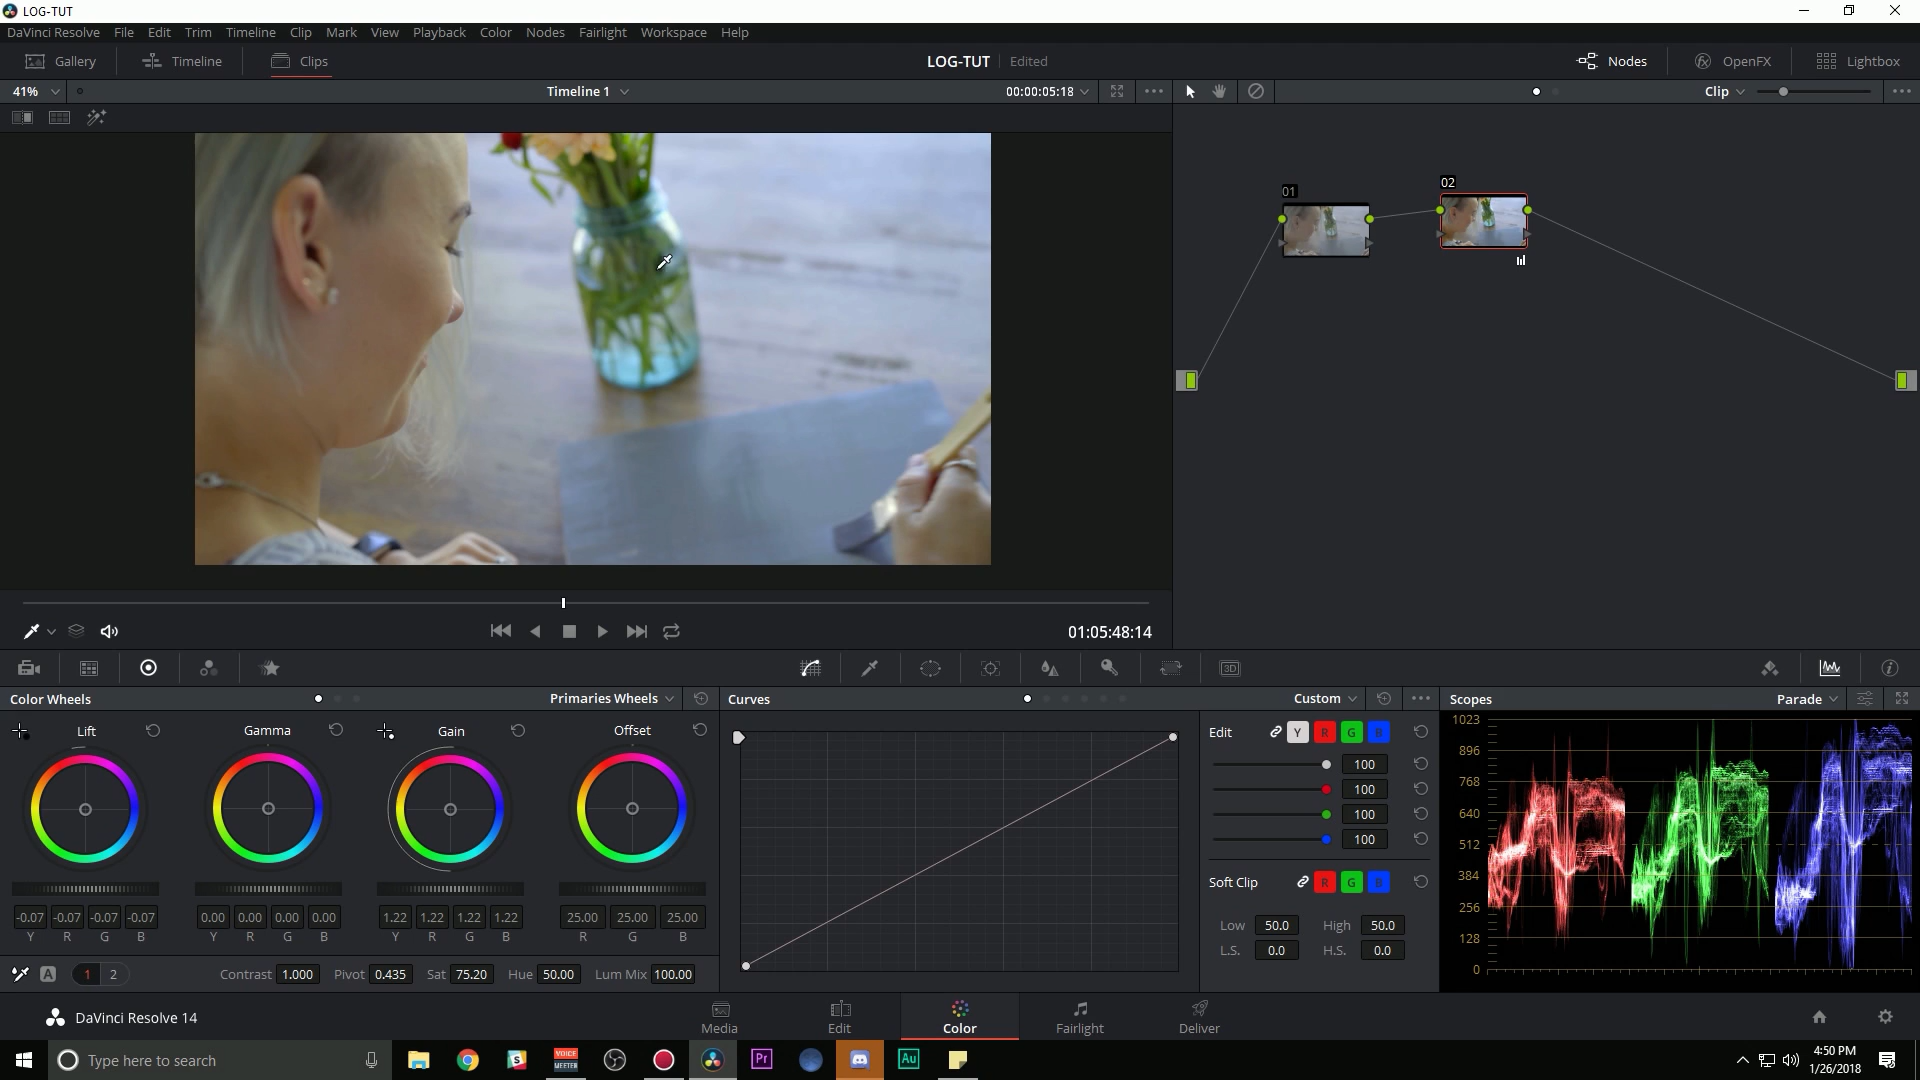 LOG-TUT
DaVinci Resolve File Edit Trim Timeline Clip Mark View Playback Color Nodes Fairlight Workspace Help
Gallery Timeline Clips LOG-TUT Edited Nodes OpenFX Lightbox
41% Timeline 1 00:00:05:18 Clip
01
02
01:05:48:14
3D
Color Wheels Primaries Wheels Curves Custom Scopes Parade
Lift Gamma Gain Offset
-0.07 -0.07 -0.07 -0.07 0.00 0.00 0.00 0.00 1.22 1.22 1.22 1.22 25.00 25.00 25.00
Y R G B Y R G B Y R G B R G B
A 1 2 Contrast 1.000 Pivot 0.435 Sat 75.20 Hue 50.00 Lum Mix 100.00
Edit Y R G B
100
100
100
100
Soft Clip R G B
Low 50.0 High 50.0
L.S. 0.0 H.S. 0.0
1023
896
768
640
512
384
256
128
0
DaVinci Resolve 14
Media Edit Color Fairlight Deliver
Type here to search
VOICE
MEETER
S
Pr
Au
4:50 PM
1/26/2018